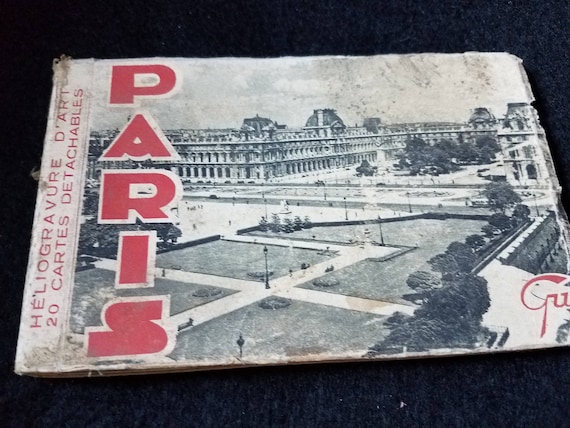 PARIS
HÉLIOGRAVURE D'ART
20 CARTES DÉTACHABLES